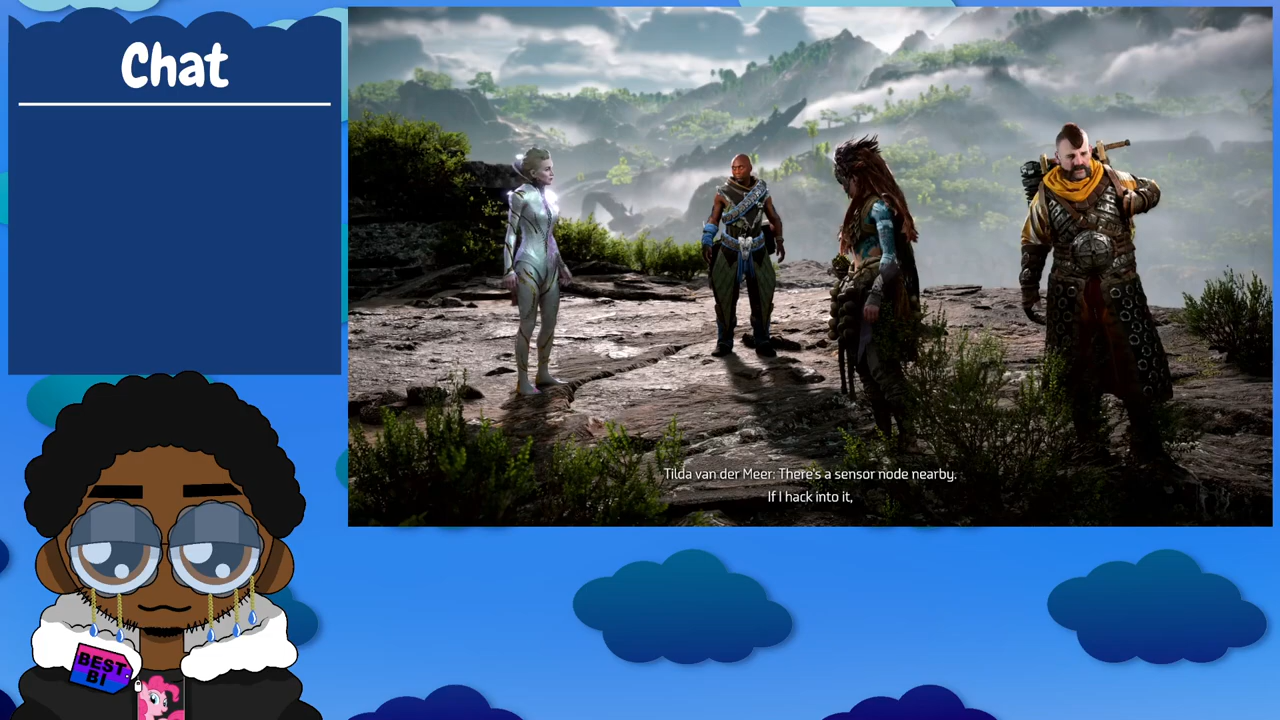 Chat
Tilda van der Meer: There's a sensor node nearby.
If I hack into it,
BEST
BI